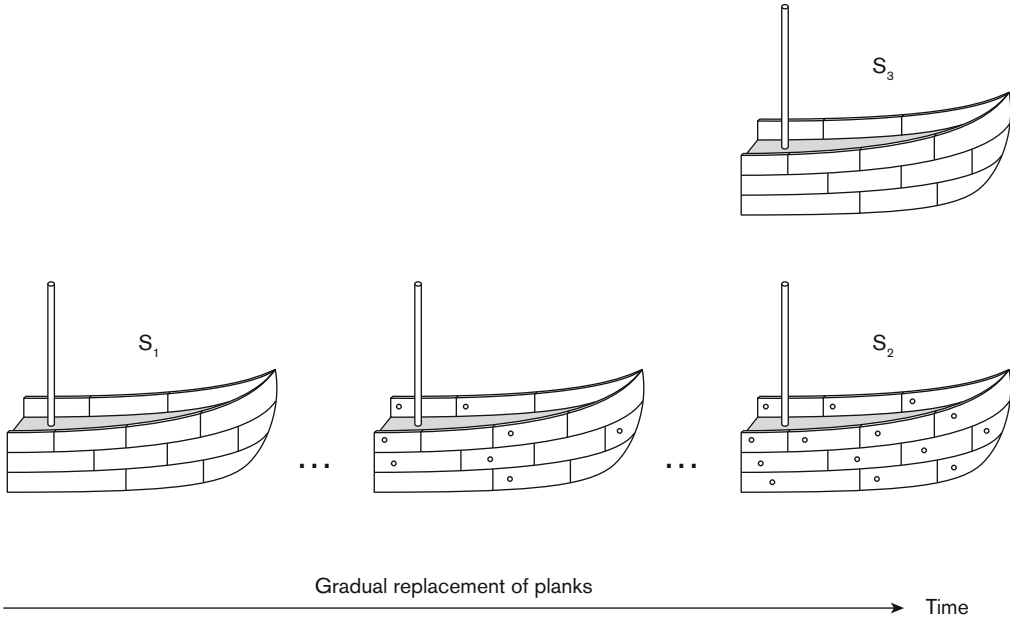 S₃
S₁
S₂
... ...
Gradual replacement of planks
Time